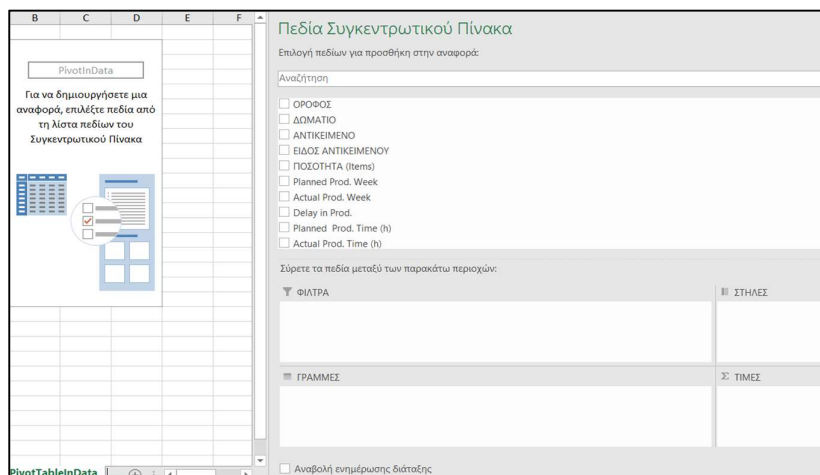 B C D E F
PivotInData
Για να δημιουργήσετε μια
αναφορά, επιλέξτε πεδία από
τη λίστα πεδίων του
Συγκεντρωτικού Πίνακα
PivotTableInData
Πεδία Συγκεντρωτικού Πίνακα
Επιλογή πεδίων για προσθήκη στην αναφορά:
Αναζήτηση
ΟΡΟΦΟΣ
ΔΩΜΑΤΙΟ
ΑΝΤΙΚΕΙΜΕΝΟ
ΕΙΔΟΣ ΑΝΤΙΚΕΙΜΕΝΟΥ
ΠΟΣΟΤΗΤΑ (Items)
Planned Prod. Week
Actual Prod. Week
Delay in Prod.
Planned Prod. Time (h)
Actual Prod. Time (h)
Σύρετε τα πεδία μεταξύ των παρακάτω περιοχών:
ΦΙΛΤΡΑ
ΣΤΗΛΕΣ
ΓΡΑΜΜΕΣ
Σ ΤΙΜΕΣ
Αναβολή ενημέρωσης διάταξης